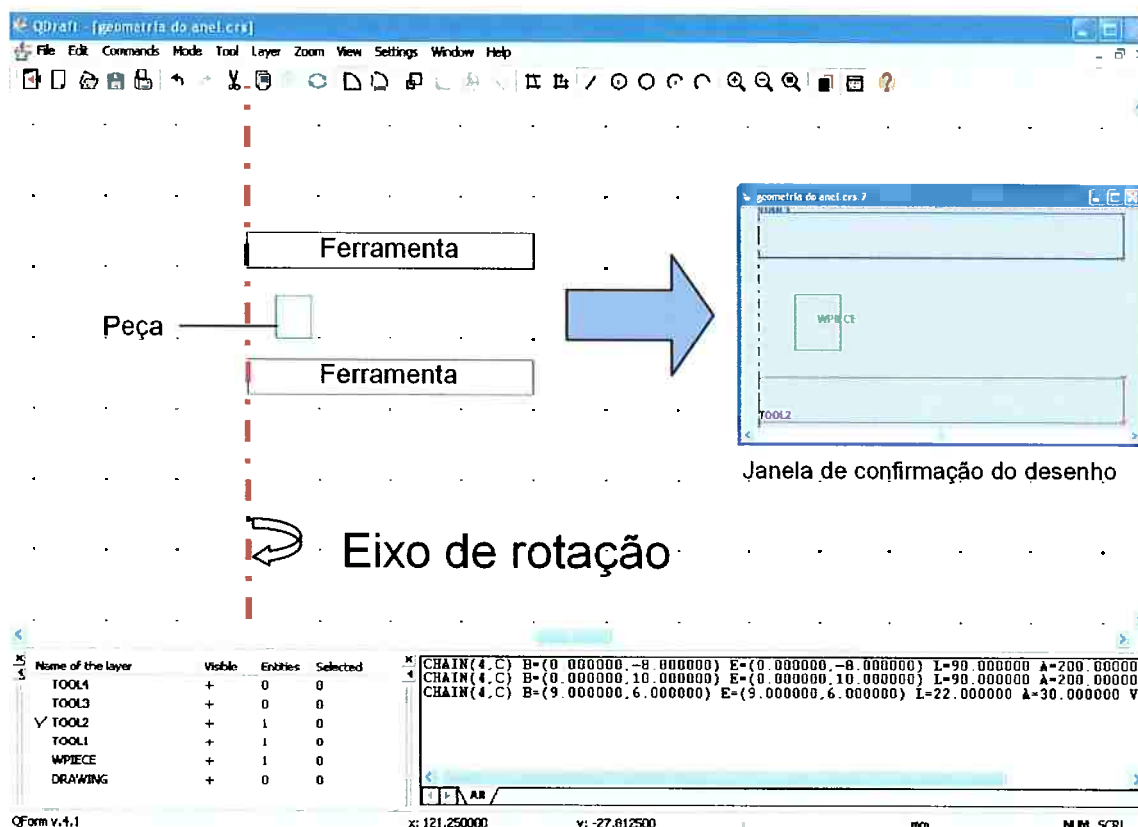 QDraft - [geometria do anel.crs]
File Edit Commands Mode Tool Layer Zoom View Settings Window Help
Ferramenta
Peça
Ferramenta
geometria do anel.crs 7
WPIECE
TOOL2
Janela de confirmação do desenho
Eixo de rotação
Name of the layer Visible Entities Selected
TOOL4 + 0 0
TOOL3 + 0 0
TOOL2 + 1 0
TOOL1 + 1 0
WPIECE + 1 0
DRAWING + 0 0
CHAIN(4,C) B=(0.000000,-8.000000) E=(0.000000,-8.000000) L=90.000000 A=200.00000
CHAIN(4,C) B=(0.000000,10.000000) E=(0.000000,10.000000) L=90.000000 A=200.00000
CHAIN(4,C) B=(9.000000,6.000000) E=(9.000000,6.000000) L=22.000000 A=30.000000 V
All
QForm v.4.1 x: 121.250000 y: -27.812500 mm NUM SCRL